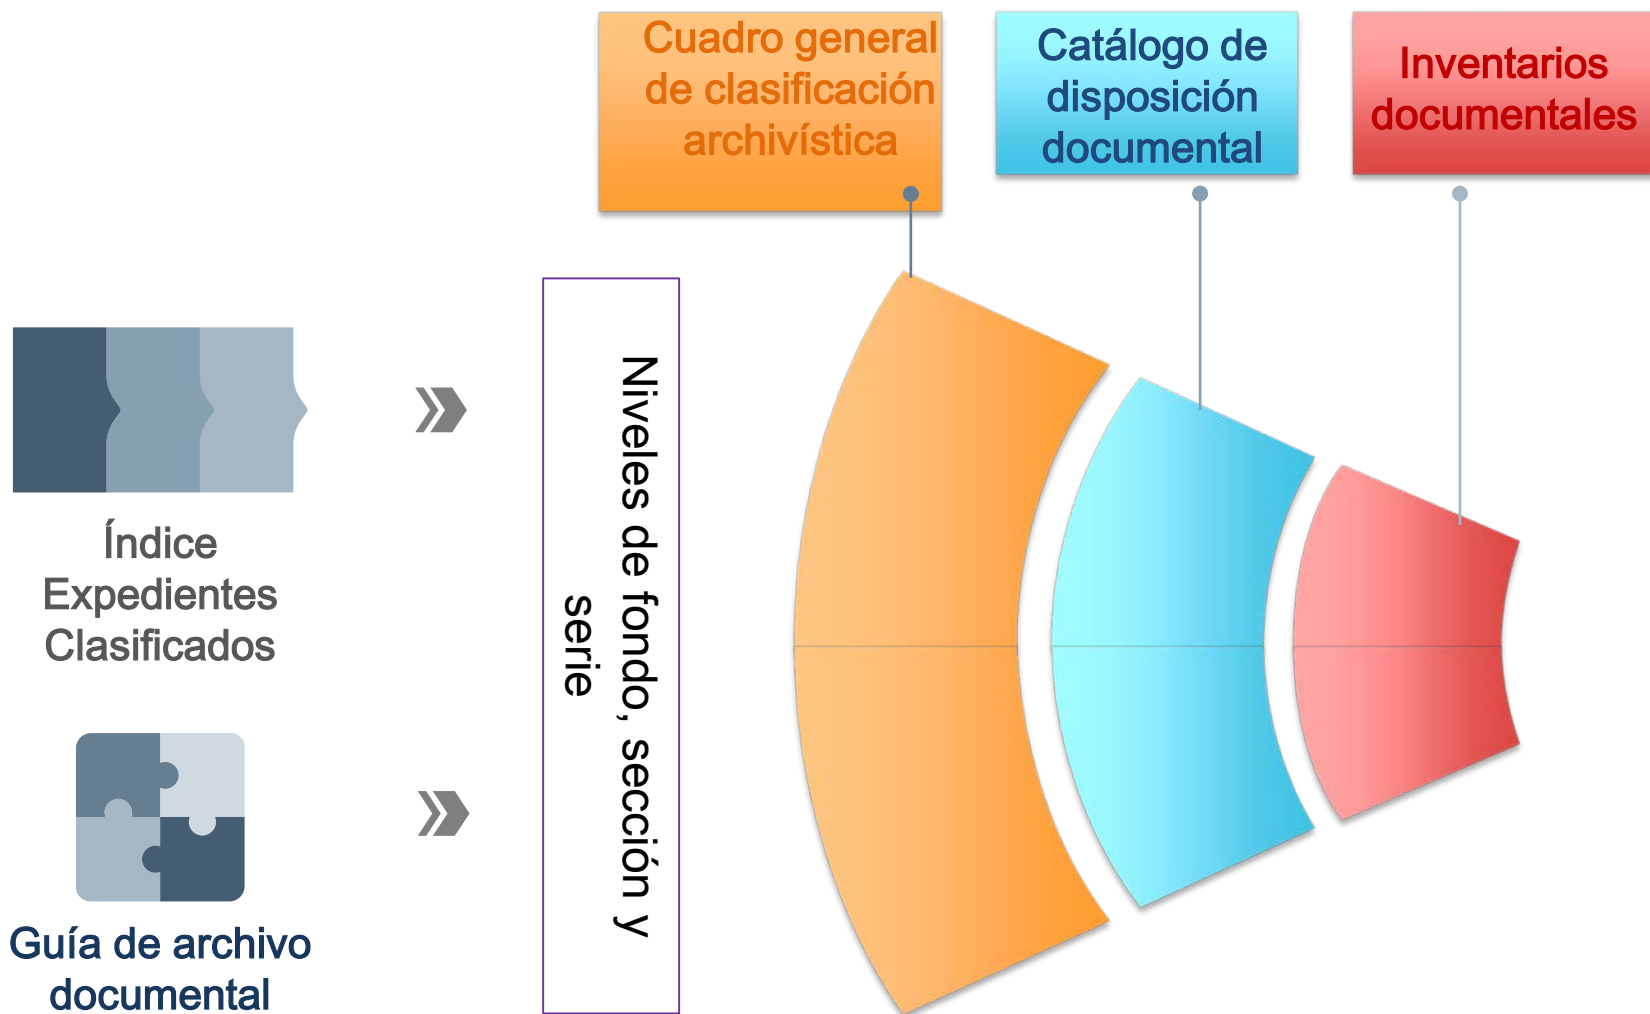 Cuadro general
de clasificación
archivística
Catálogo de
disposición
documental
Inventarios
documentales
Índice
Expedientes
Clasificados
Guía de archivo
documental
Niveles de fondo, sección y
serie